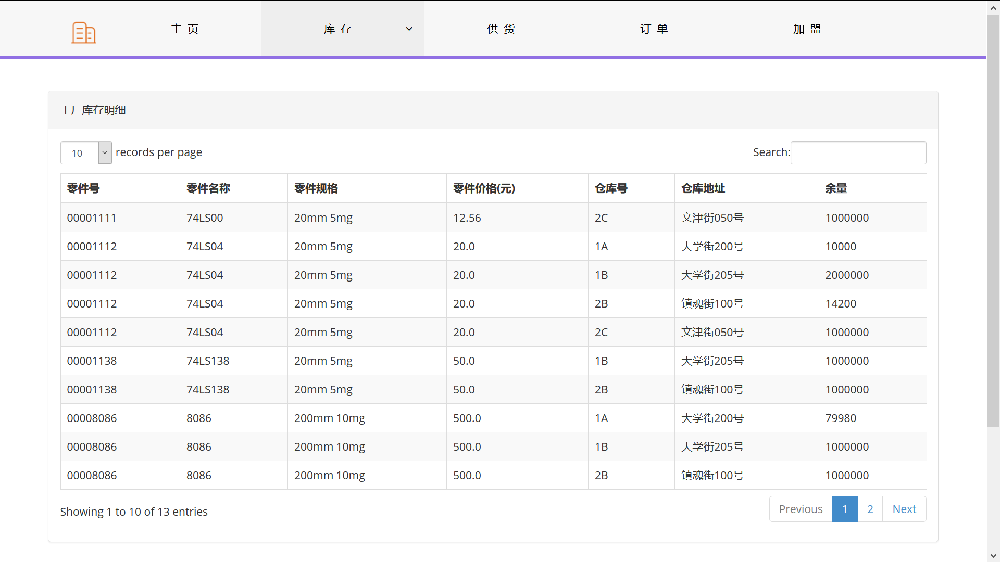 主 页 库 存 供 货 订 单 加 盟
工厂库存明细
10 records per page Search:
零件号 零件名称 零件规格 零件价格(元) 仓库号 仓库地址 余量
00001111 74LS00 20mm 5mg 12.56 2C 文津街050号 1000000
00001112 74LS04 20mm 5mg 20.0 1A 大学街200号 10000
00001112 74LS04 20mm 5mg 20.0 1B 大学街205号 2000000
00001112 74LS04 20mm 5mg 20.0 2B 镇魂街100号 14200
00001112 74LS04 20mm 5mg 20.0 2C 文津街050号 1000000
00001138 74LS138 20mm 5mg 50.0 1B 大学街205号 1000000
00001138 74LS138 20mm 5mg 50.0 2B 镇魂街100号 1000000
00008086 8086 200mm 10mg 500.0 1A 大学街200号 79980
00008086 8086 200mm 10mg 500.0 1B 大学街205号 1000000
00008086 8086 200mm 10mg 500.0 2B 镇魂街100号 1000000
Showing 1 to 10 of 13 entries Previous 1 2 Next